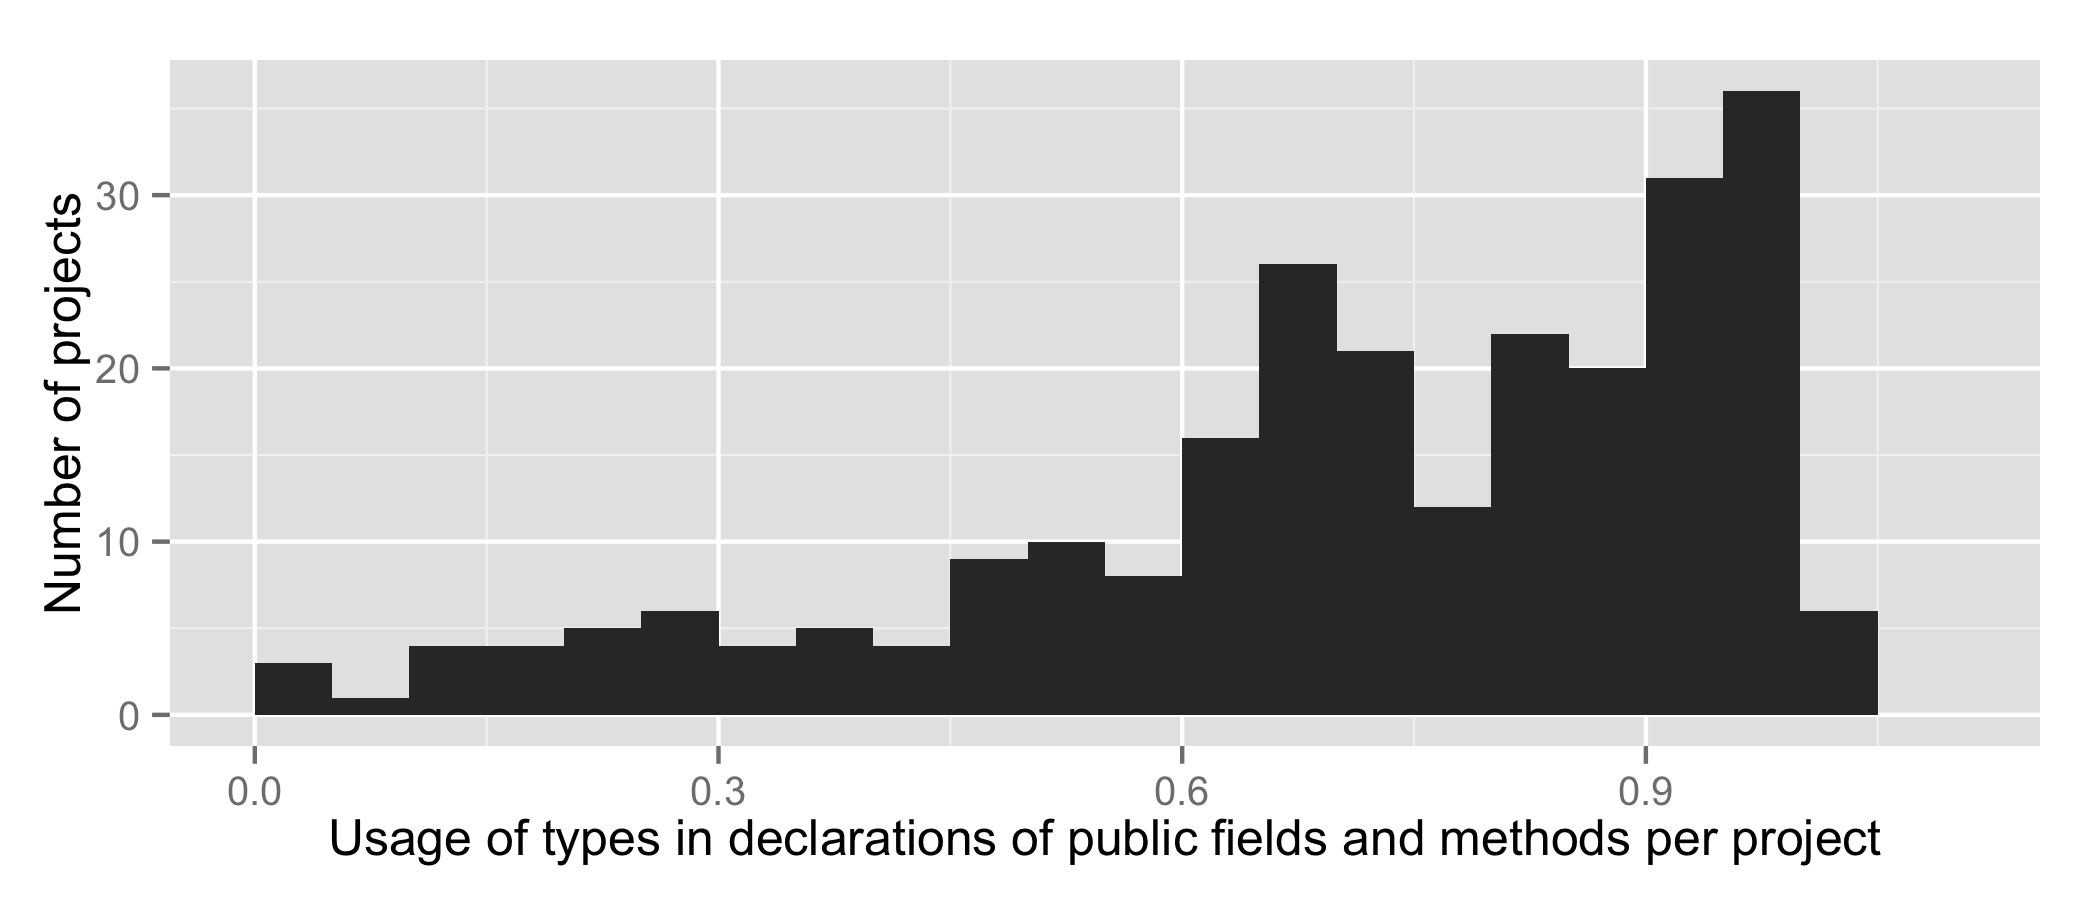 Number of projects
30
20
10
0
0.0 0.3 0.6 0.9
Usage of types in declarations of public fields and methods per project